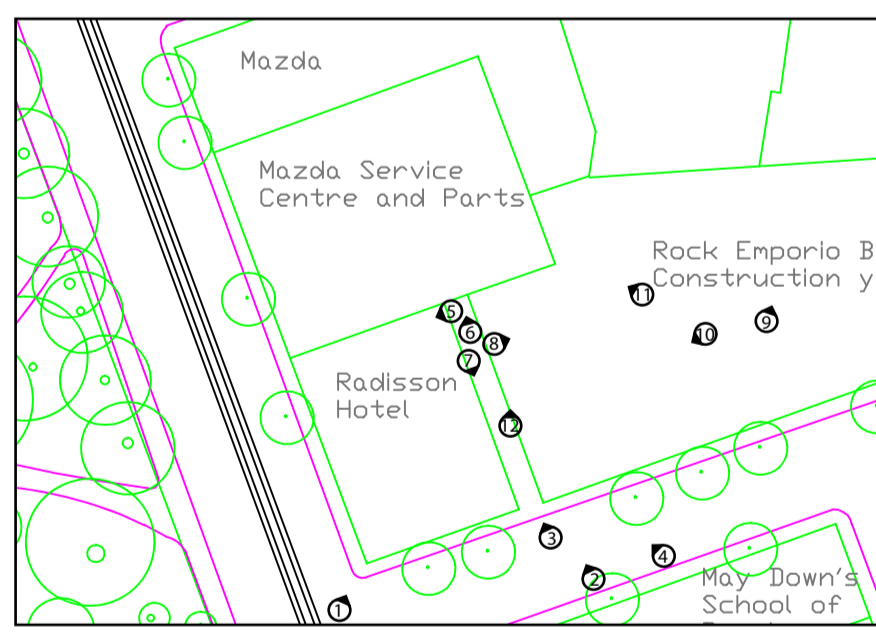 Mazda
Mazda Service
Centre and Parts
Rock Emporio B
Construction y
11
5
9
6
10
8
7
Radisson
Hotel
12
3
4
2
May Down's
School of
1